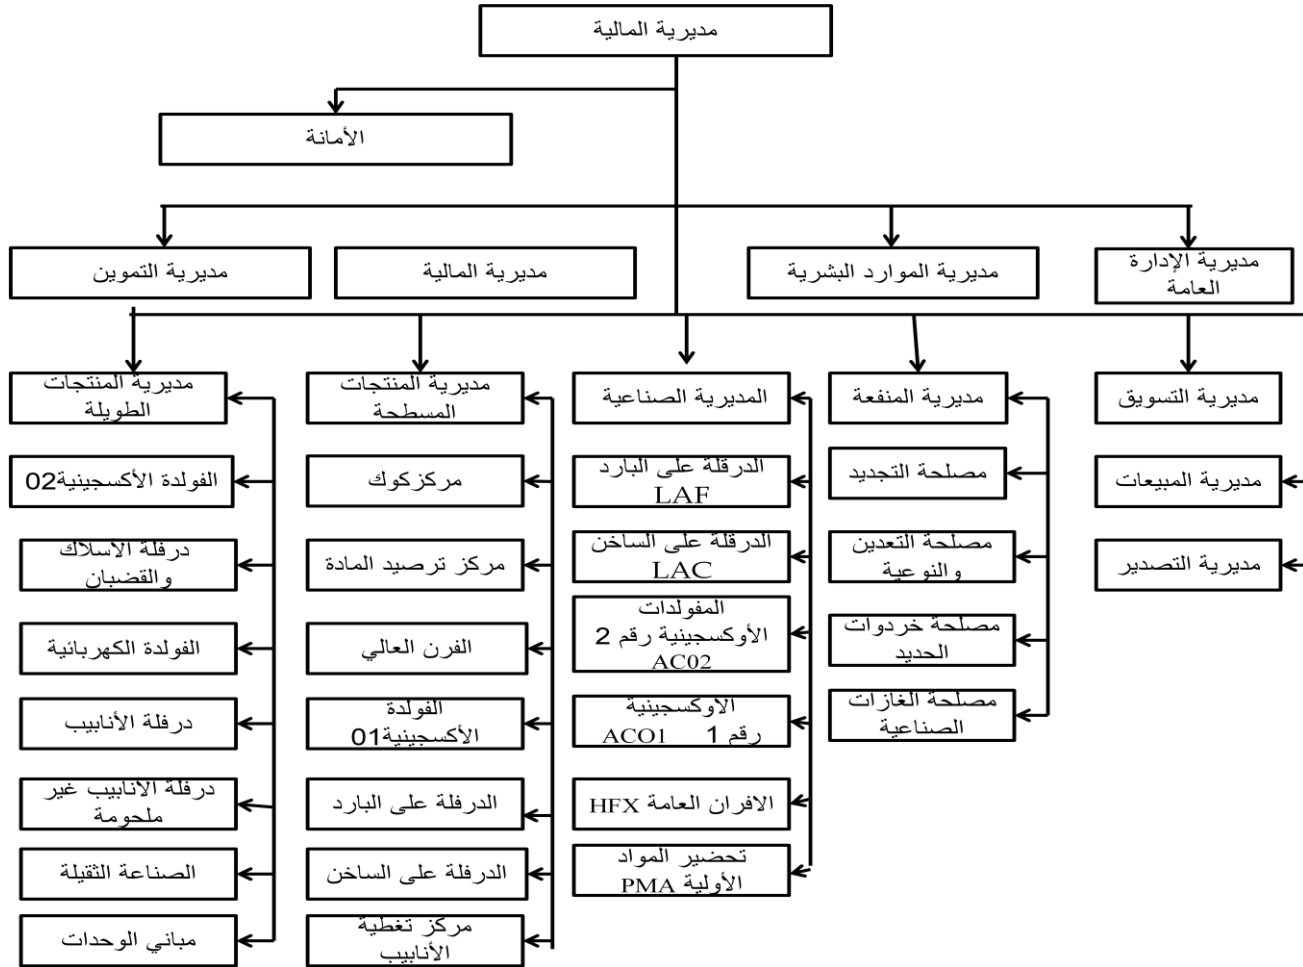 مديرية المالية
الأمانة
مديرية الإدارة
العامة
مديرية الموارد البشرية
مديرية المالية
مديرية التموين
مديرية التسويق
مديرية المبيعات
مديرية التصدير
مديرية المنفعة
مصلحة التجديد
مصلحة التعدين
والنوعية
مصلحة خردوات
الحديد
مصلحة الغازات
الصناعية
المديرية الصناعية
الدرقلة على البارد
LAF
الدرقلة على الساخن
LAC
المفولدات
الأوكسجينية رقم 2
AC02
الاوكسجينية
رقم 1 ACO1
الافران العامة HFX
تحضير المواد
الأولية PMA
مديرية المنتجات
المسطحة
مركزكوك
مركز ترصيد المادة
الفرن العالي
الفولدة
الأكسجينية01
الدرفلة على البارد
الدرفلة على الساخن
مركز تغطية
الأنابيب
مديرية المنتجات
الطويلة
الفولدة الأكسجينية02
درفلة الأسلاك
والقضبان
الفولدة الكهربائية
درفلة الأنابيب
درفلة الأنابيب غير
ملحومة
الصناعة الثقيلة
مباني الوحدات